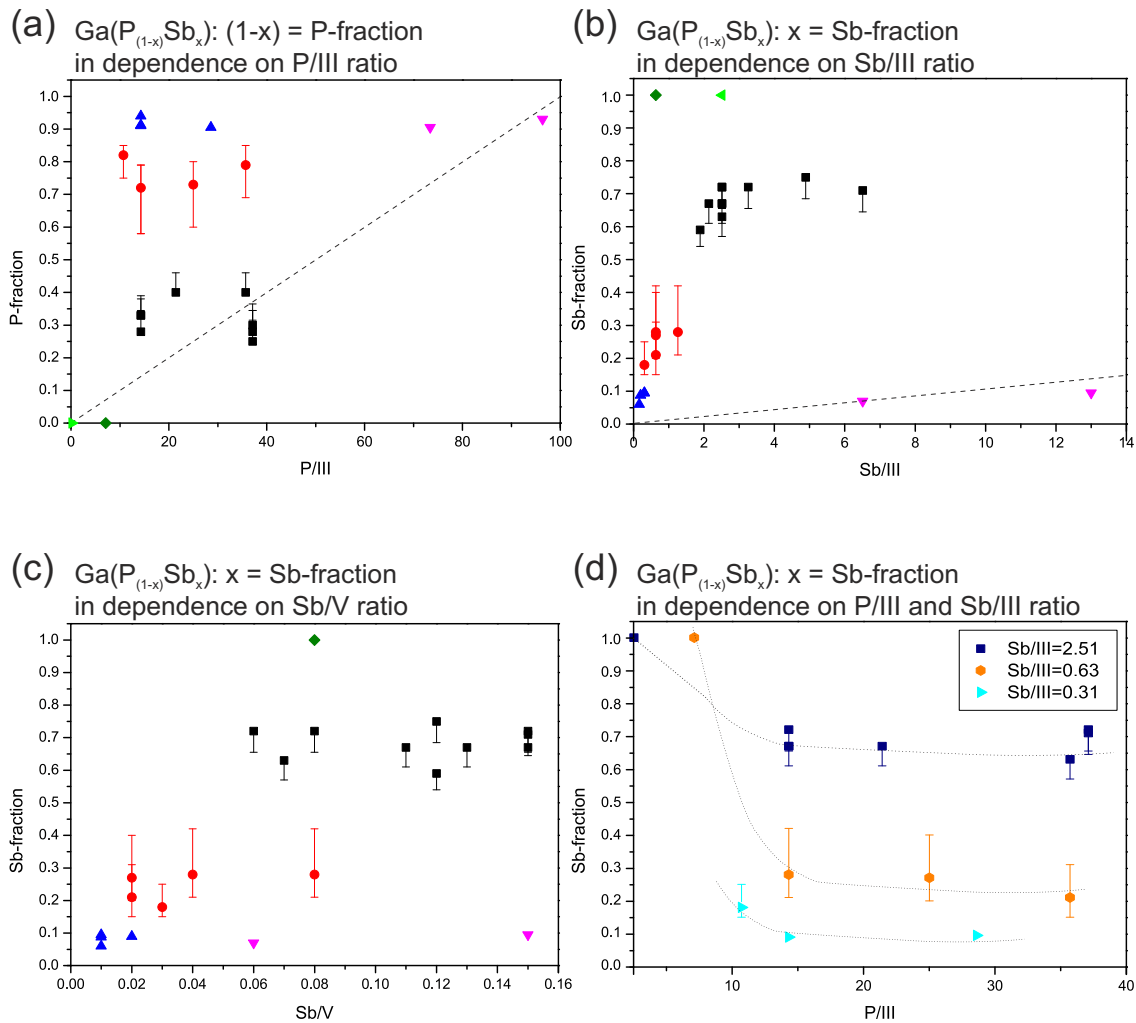 (a) Ga(P(1-x)Sbx): (1-x) = P-fraction
in dependence on P/III ratio
1.0
0.9
0.8
0.7
0.6
0.5
0.4
0.3
0.2
0.1
0.0
P-fraction
0 20 40 60 80 100
P/III
(b) Ga(P(1-x)Sbx): x = Sb-fraction
in dependence on Sb/III ratio
1.0
0.9
0.8
0.7
0.6
0.5
0.4
0.3
0.2
0.1
0.0
Sb-fraction
0 2 4 6 8 10 12 14
Sb/III
(c) Ga(P(1-x)Sbx): x = Sb-fraction
in dependence on Sb/V ratio
1.0
0.9
0.8
0.7
0.6
0.5
0.4
0.3
0.2
0.1
0.0
Sb-fraction
0.00 0.02 0.04 0.06 0.08 0.10 0.12 0.14 0.16
Sb/V
(d) Ga(P(1-x)Sbx): x = Sb-fraction
in dependence on P/III and Sb/III ratio
Sb/III=2.51
Sb/III=0.63
Sb/III=0.31
1.0
0.9
0.8
0.7
0.6
0.5
0.4
0.3
0.2
0.1
0.0
Sb-fraction
10 20 30 40
P/III